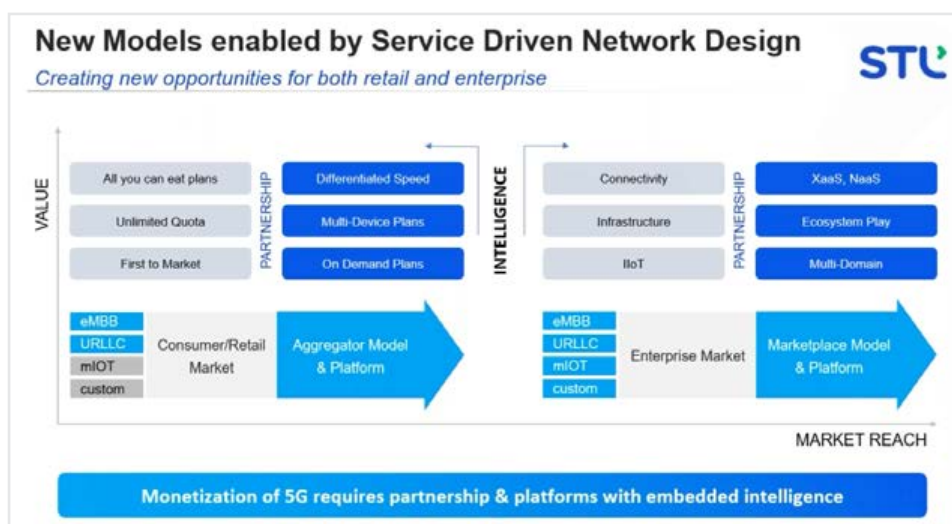 New Models enabled by Service Driven Network Design
Creating new opportunities for both retail and enterprise
STL
VALUE
All you can eat plans
Unlimited Quota
First to Market
PARTNERSHIP
Differentiated Speed
Multi-Device Plans
On Demand Plans
INTELLIGENCE
Connectivity
Infrastructure
IIoT
PARTNERSHIP
XaaS, NaaS
Ecosystem Play
Multi-Domain
eMBB
URLLC
mIOT
custom
Consumer/Retail
Market
Aggregator Model
& Platform
eMBB
URLLC
mIOT
custom
Enterprise Market
Marketplace Model
& Platform
MARKET REACH
Monetization of 5G requires partnership & platforms with embedded intelligence